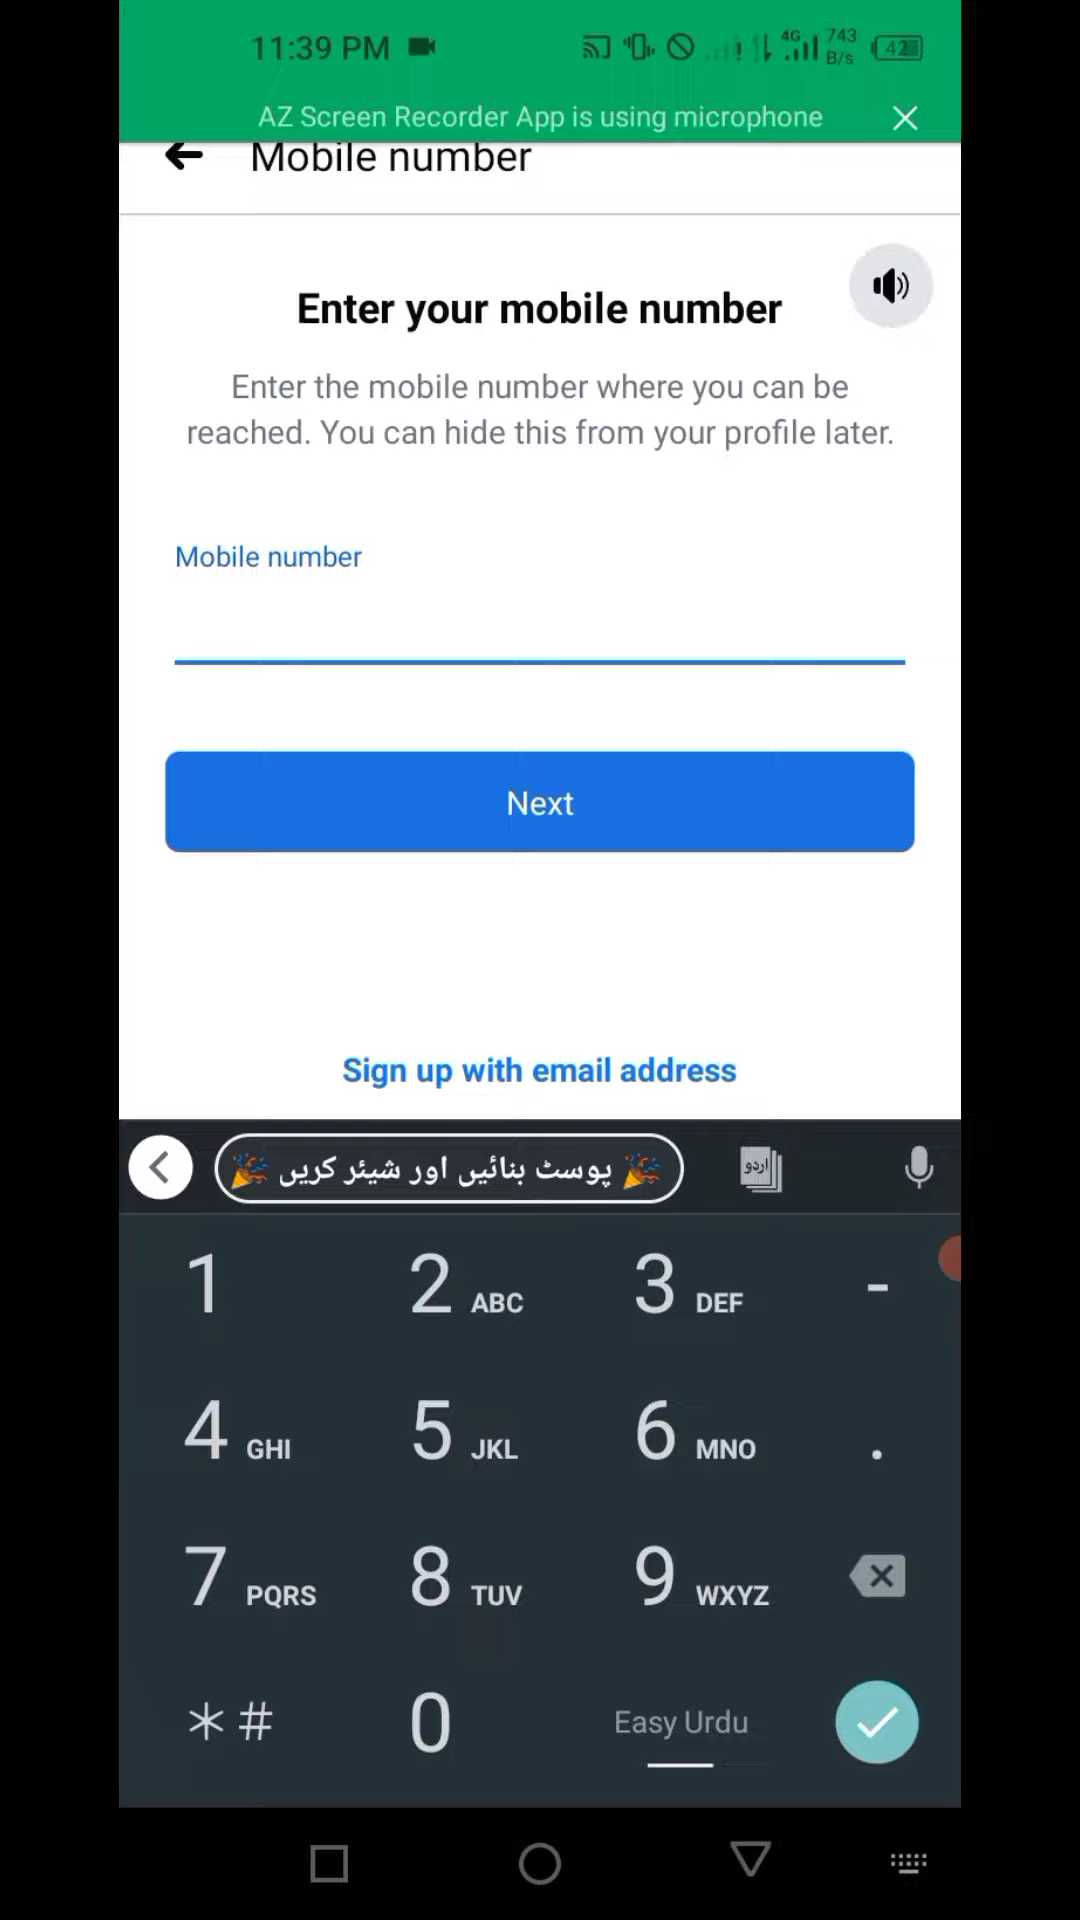 11:39 PM 4G 743 B/s 42
AZ Screen Recorder App is using microphone
Mobile number
Enter your mobile number
Enter the mobile number where you can be
reached. You can hide this from your profile later.
Mobile number
Next
Sign up with email address
🎉 پوسٹ بنائیں اور شیئر کریں 🎉 اردو
1 2 ABC 3 DEF -
4 GHI 5 JKL 6 MNO .
7 PQRS 8 TUV 9 WXYZ
*# 0 Easy Urdu